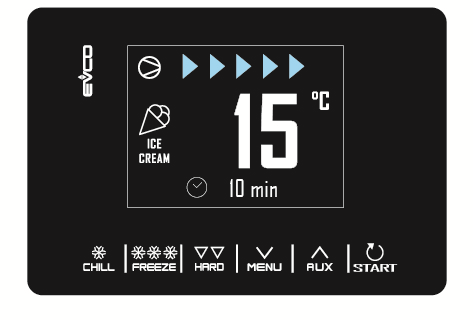 EVCO
15 °C
ICE
CREAM
10 min
CHILL
FREEZE
HARD
MENU
AUX
START